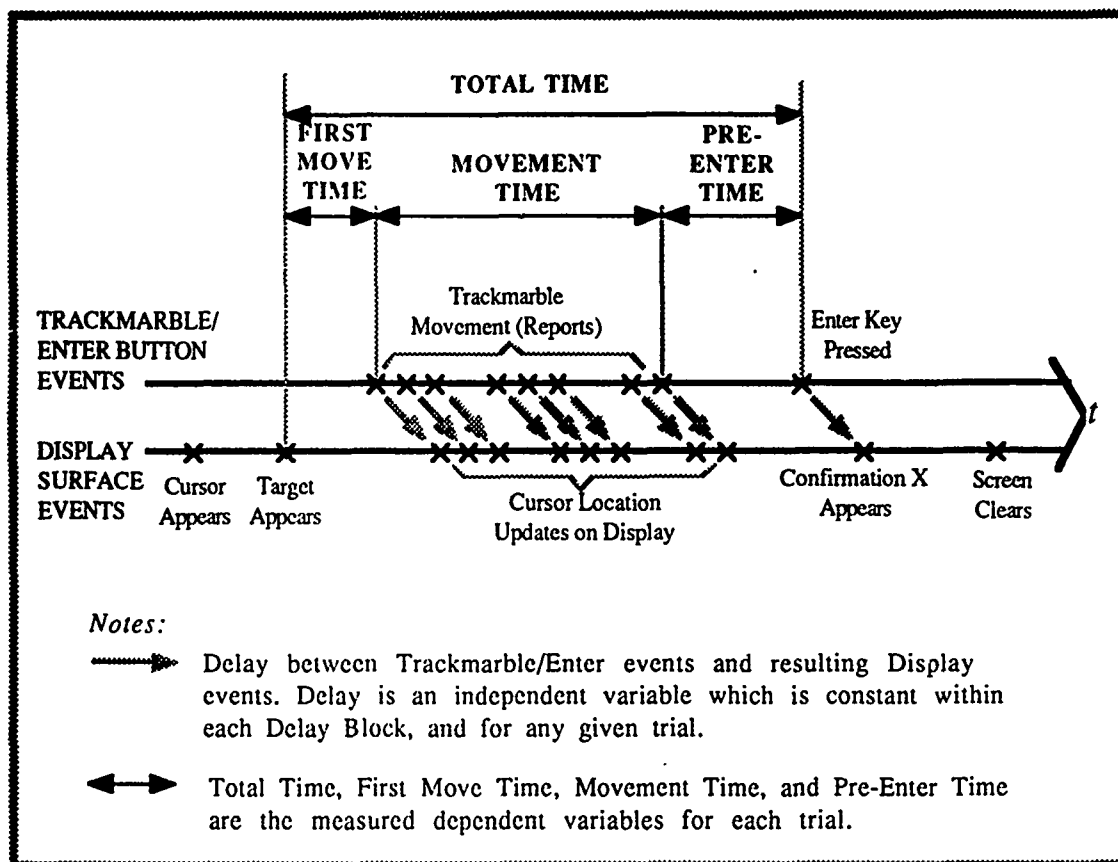 TOTAL TIME
FIRST
MOVE
TIME
MOVEMENT
TIME
PRE-
ENTER
TIME
TRACKMARBLE/
ENTER BUTTON
EVENTS
Trackmarble
Movement (Reports)
Enter Key
Pressed
t
DISPLAY
SURFACE
EVENTS
Cursor
Appears
Target
Appears
Cursor Location
Updates on Display
Confirmation X
Appears
Screen
Clears
Notes:
Delay between Trackmarble/Enter events and resulting Display
events. Delay is an independent variable which is constant within
each Delay Block, and for any given trial.
Total Time, First Move Time, Movement Time, and Pre-Enter Time
are the measured dependent variables for each trial.